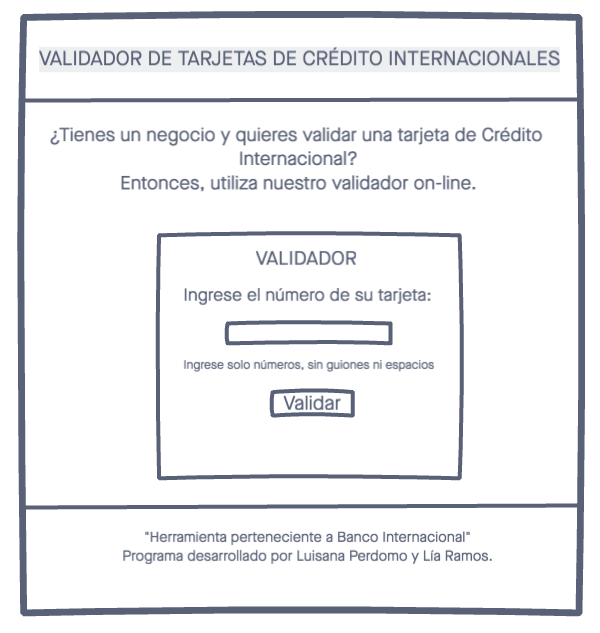 VALIDADOR DE TARJETAS DE CRÉDITO INTERNACIONALES
¿Tienes un negocio y quieres validar una tarjeta de Crédito
Internacional?
Entonces, utiliza nuestro validador on-line.
VALIDADOR
Ingrese el número de su tarjeta:
Ingrese solo números, sin guiones ni espacios
Validar
"Herramienta perteneciente a Banco Internacional"
Programa desarrollado por Luisana Perdomo y Lía Ramos.